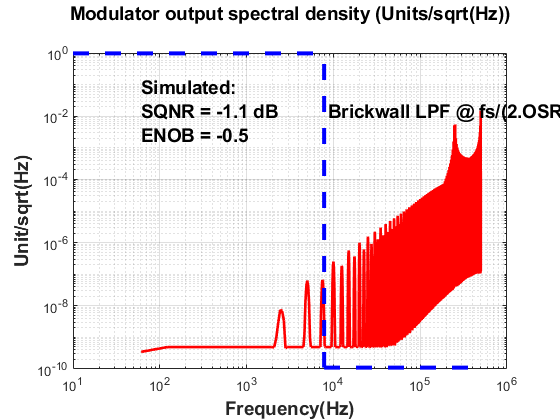 Modulator output spectral density (Units/sqrt(Hz))
Simulated:
SQNR = -1.1 dB
ENOB = -0.5
Brickwall LPF @ fs/(2.OSR
Unit/sqrt(Hz)
10^0
10^-2
10^-4
10^-6
10^-8
10^-10
10^1
10^2
10^3
10^4
10^5
10^6
Frequency(Hz)